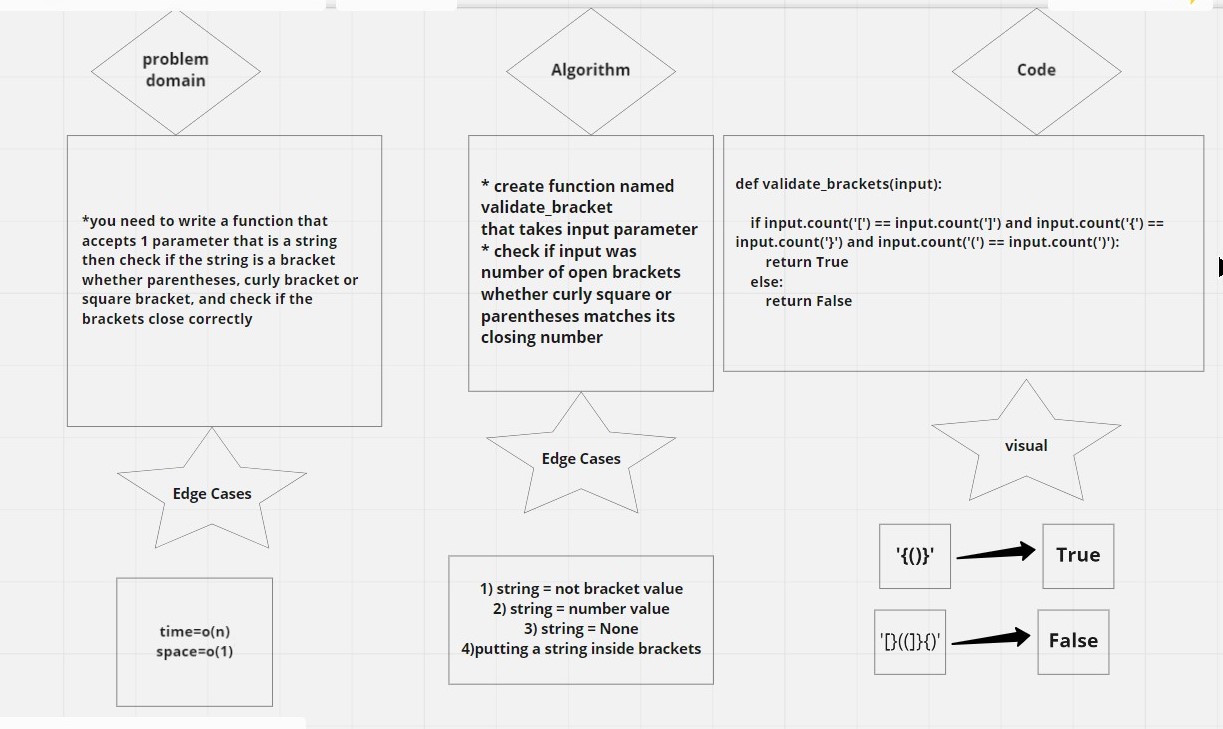 problem
domain
Algorithm
Code
*you need to write a function that
accepts 1 parameter that is a string
then check if the string is a bracket
whether parentheses, curly bracket or
square bracket, and check if the
brackets close correctly
* create function named
validate_bracket
that takes input parameter
* check if input was
number of open brackets
whether curly square or
parentheses matches its
closing number
def validate_brackets(input):
if input.count('[') == input.count(']') and input.count('{') ==
input.count('}') and input.count('(') == input.count(')'):
return True
else:
return False
Edge Cases
time=o(n)
space=o(1)
Edge Cases
1) string = not bracket value
2) string = number value
3) string = None
4)putting a string inside brackets
visual
'{()}'
True
'[}((]}{)'
False